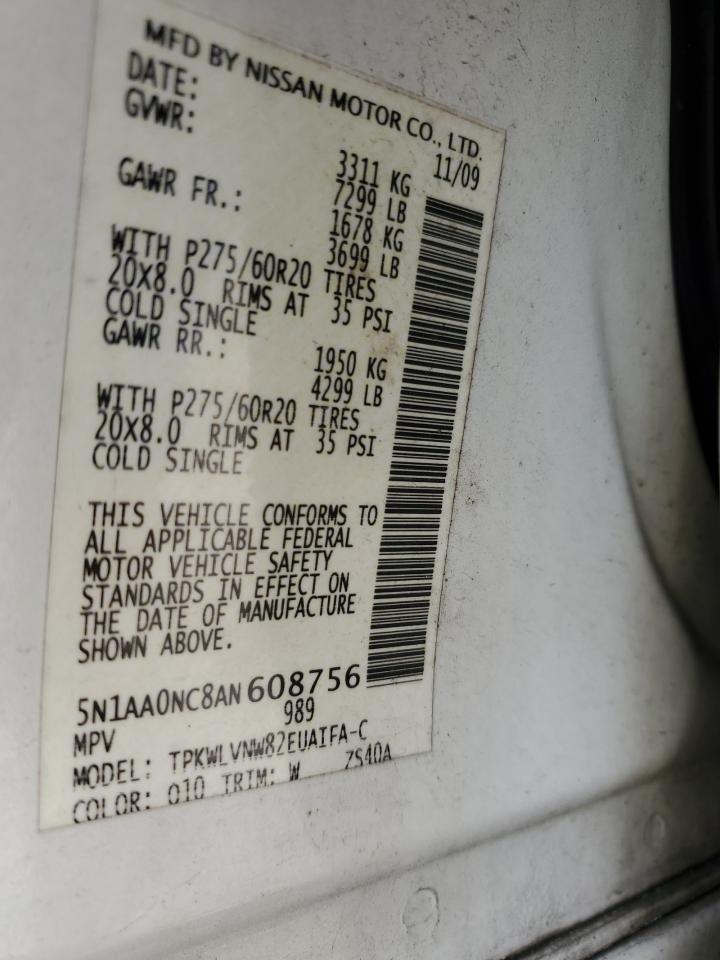 MFD BY NISSAN MOTOR CO., LTD.
DATE: 11/09
GVWR: 3311 KG
7299 LB
GAWR FR.: 1678 KG
3699 LB
WITH P275/60R20 TIRES
20X8.0 RIMS AT 35 PSI
COLD SINGLE
GAWR RR.: 1950 KG
4299 LB
WITH P275/60R20 TIRES
20X8.0 RIMS AT 35 PSI
COLD SINGLE
THIS VEHICLE CONFORMS TO
ALL APPLICABLE FEDERAL
MOTOR VEHICLE SAFETY
STANDARDS IN EFFECT ON
THE DATE OF MANUFACTURE
SHOWN ABOVE.
5N1AA0NC8AN608756
MPV 989
MODEL: TPKWLVNW82EUAIFA-C
COLOR: 010 TRIM: W ZS40A